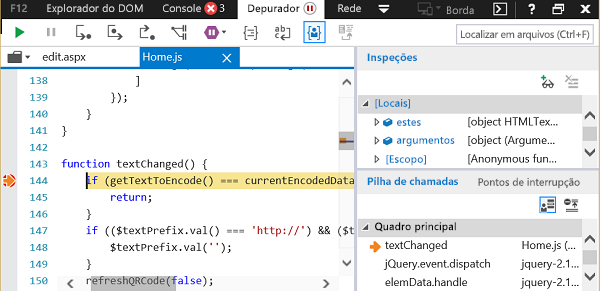 F12 Explorador do DOM Console 3 Depurador Rede Borda ?
Localizar em arquivos (Ctrl+F)
edit.aspx Home.js X
138 ]
139 });
140 }
141 }
142
143 function textChanged() {
144 if (getTextToEncode() === currentEncodedData
145 return;
146 }
147 if (($textPrefix.val() === 'http://') && ($t
148 $textPrefix.val('');
149 }
150 refreshQRCode(false);
Inspeções
[Locais]
estes [object HTMLTex...
argumentos [object (Argume...
[Escopo] [Anonymous fun...
Pilha de chamadas Pontos de interrupção
Quadro principal
textChanged Home.js (...
jQuery.event.dispatch jquery-2.1...
elemData.handle jquery-2.1...